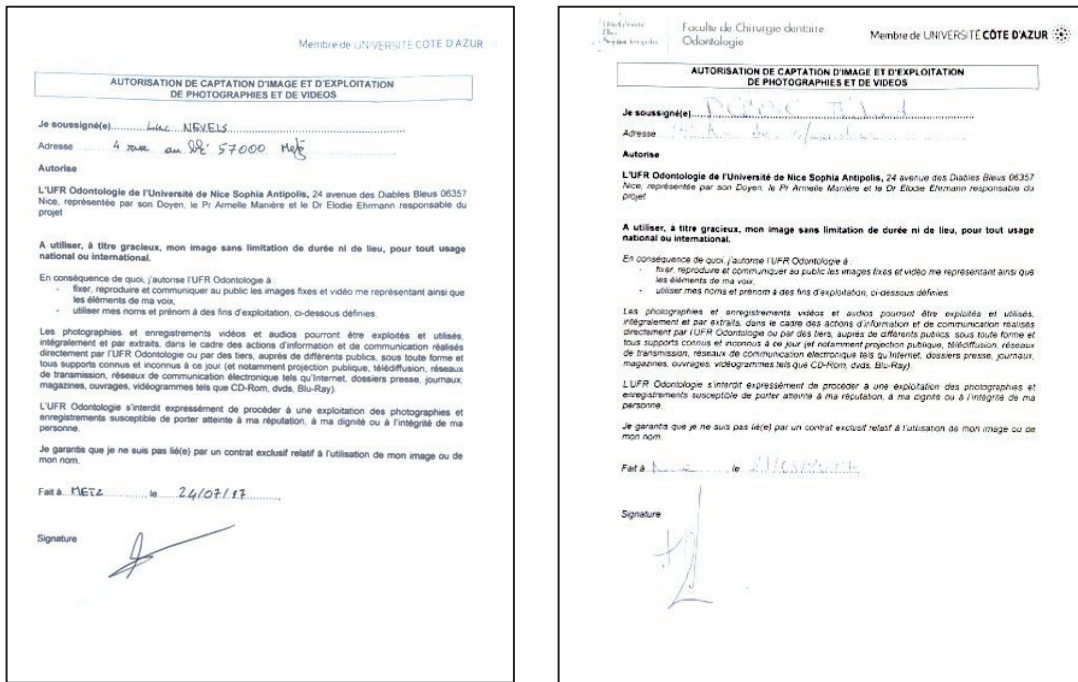 Membre de UNIVERSITÉ CÔTE D'AZUR
AUTORISATION DE CAPTATION D'IMAGE ET D'EXPLOITATION
DE PHOTOGRAPHIES ET DE VIDEOS
Je soussigné(e) Luc NEVELS
Adresse 4 rue au 57000 Metz
Autorise
L'UFR Odontologie de l'Université de Nice Sophia Antipolis, 24 avenue des Diables Bleus 06357
Nice, représentée par son Doyen, le Pr Armelle Manière et le Dr Elodie Ehrmann responsable du
projet
A utiliser, à titre gracieux, mon image sans limitation de durée ni de lieu, pour tout usage
national ou international.
En conséquence de quoi, j'autorise l'UFR Odontologie à :
- fixer, reproduire et communiquer au public les images fixes et vidéo me représentant ainsi que
les éléments de ma voix,
- utiliser mes noms et prénom à des fins d'exploitation, ci-dessous définies.
Les photographies et enregistrements vidéos et audios pourront être exploités et utilisés,
intégralement et par extraits, dans le cadre des actions d'information et de communication réalisés
directement par l'UFR Odontologie ou par des tiers, auprès de différents publics, sous toute forme et
tous supports connus et inconnus à ce jour (et notamment projection publique, télédiffusion, réseaux
de transmission, réseaux de communication électronique tels qu'Internet, dossiers presse, journaux,
magazines, ouvrages, vidéogrammes tels que CD-Rom, dvds, Blu-Ray).
L'UFR Odontologie s'interdit expressément de procéder à une exploitation des photographies et
enregistrements susceptible de porter atteinte à ma réputation, à ma dignité ou à l'intégrité de ma
personne.
Je garantis que je ne suis pas lié(e) par un contrat exclusif relatif à l'utilisation de mon image ou de
mon nom.
Fait à METZ, le 24/07/17
Signature
Faculté de Chirurgie dentaire
Odontologie
Membre de UNIVERSITÉ CÔTE D'AZUR
AUTORISATION DE CAPTATION D'IMAGE ET D'EXPLOITATION
DE PHOTOGRAPHIES ET DE VIDEOS
Je soussigné(e)
Adresse
Autorise
L'UFR Odontologie de l'Université de Nice Sophia Antipolis, 24 avenue des Diables Bleus 06357
Nice, représentée par son Doyen, le Pr Armelle Manière et le Dr Elodie Ehrmann responsable du
projet
A utiliser, à titre gracieux, mon image sans limitation de durée ni de lieu, pour tout usage
national ou international.
En conséquence de quoi, j'autorise l'UFR Odontologie à :
- fixer, reproduire et communiquer au public les images fixes et vidéo me représentant ainsi que
les éléments de ma voix,
- utiliser mes noms et prénom à des fins d'exploitation, ci-dessous définies
Les photographies et enregistrements vidéos et audios pourront être exploités et utilisés,
intégralement et par extraits, dans le cadre des actions d'information et de communication réalisés
directement par l'UFR Odontologie ou par des tiers, auprès de différents publics, sous toute forme et
tous supports connus et inconnus à ce jour (et notamment projection publique, télédiffusion, réseaux
de transmission, réseaux de communication électronique tels qu'Internet, dossiers presse, journaux,
magazines, ouvrages, vidéogrammes tels que CD-Rom, dvds, Blu-Ray).
L'UFR Odontologie s'interdit expressément de procéder à une exploitation des photographies et
enregistrements susceptible de porter atteinte à ma réputation, à ma dignité ou à l'intégrité de ma
personne.
Je garantis que je ne suis pas lié(e) par un contrat exclusif relatif à l'utilisation de mon image ou de
mon nom.
Fait à , le
Signature